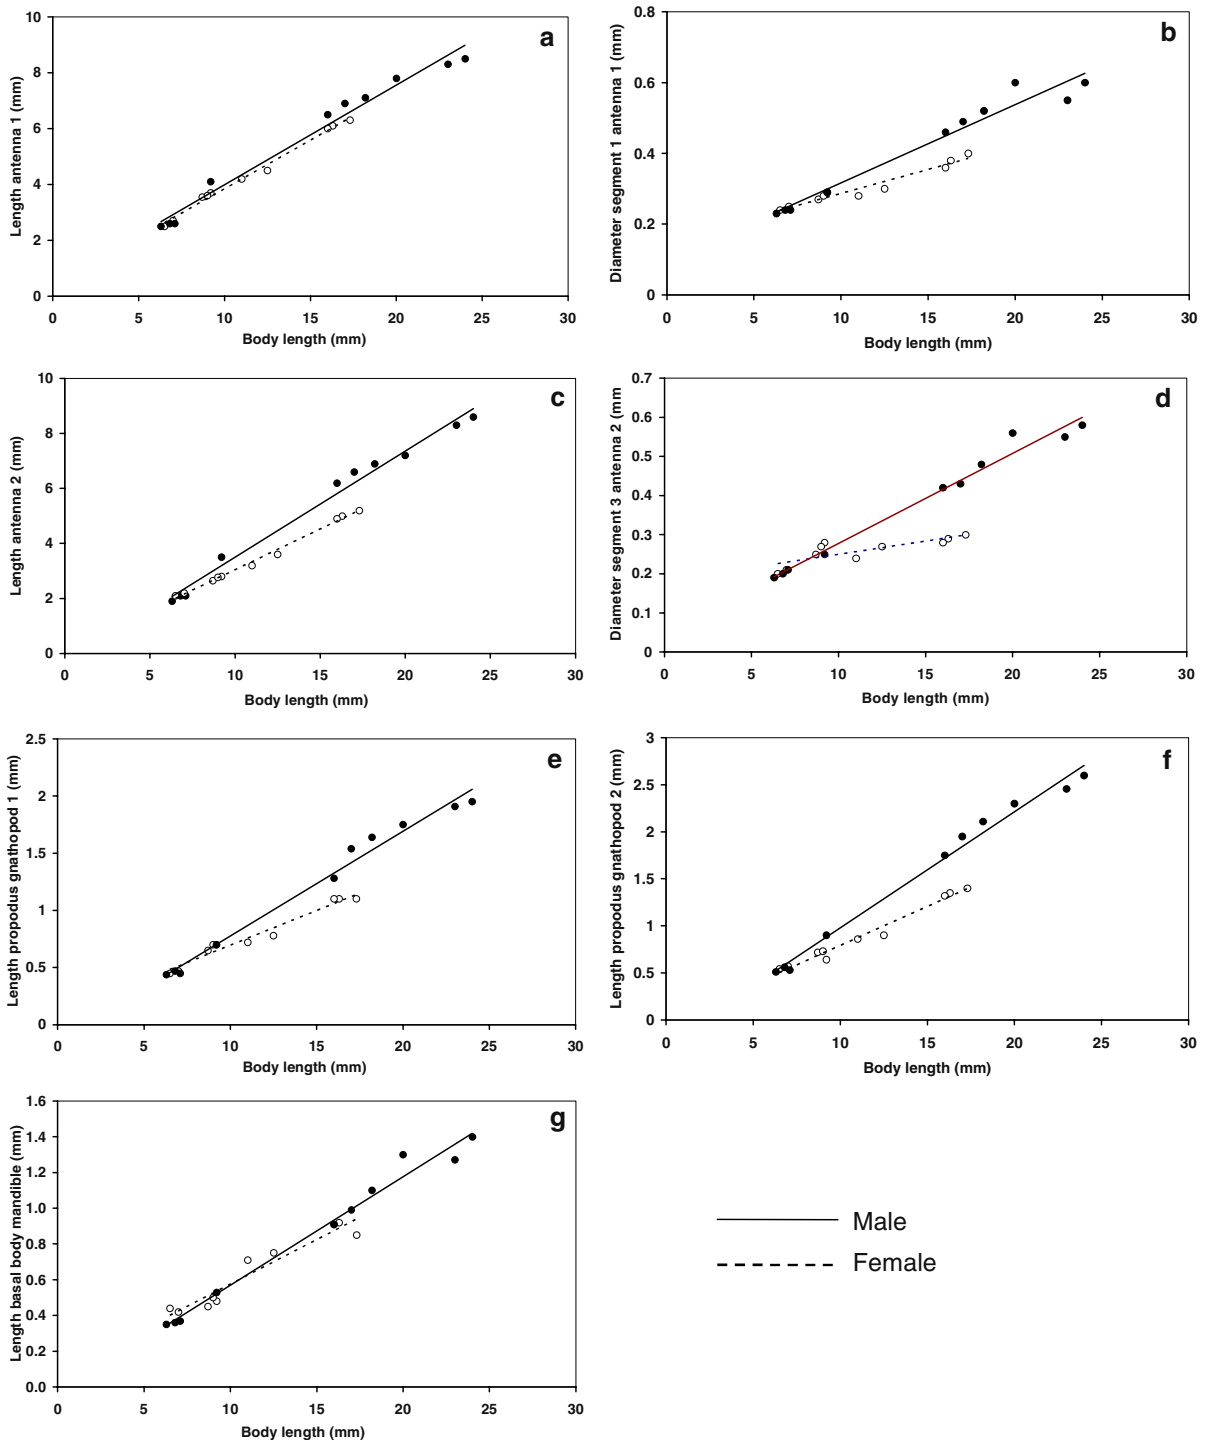 a
Length antenna 1 (mm)
10
8
6
4
2
0
0 5 10 15 20 25 30
Body length (mm)
b
Diameter segment 1 antenna 1 (mm)
0.8
0.6
0.4
0.2
0
0 5 10 15 20 25 30
Body length (mm)
c
Length antenna 2 (mm)
10
8
6
4
2
0
0 5 10 15 20 25 30
Body length (mm)
d
Diameter segment 3 antenna 2 (mm
0.7
0.6
0.5
0.4
0.3
0.2
0.1
0
0 5 10 15 20 25 30
Body length (mm)
e
Length propodus gnathopod 1 (mm)
2.5
2
1.5
1
0.5
0
0 5 10 15 20 25 30
Body length (mm)
f
Length propodus gnathopod 2 (mm)
3
2.5
2
1.5
1
0.5
0
0 5 10 15 20 25 30
Body length (mm)
g
Length basal body mandible (mm)
1.6
1.4
1.2
1.0
0.8
0.6
0.4
0.2
0.0
0 5 10 15 20 25 30
Body length (mm)
Male
Female